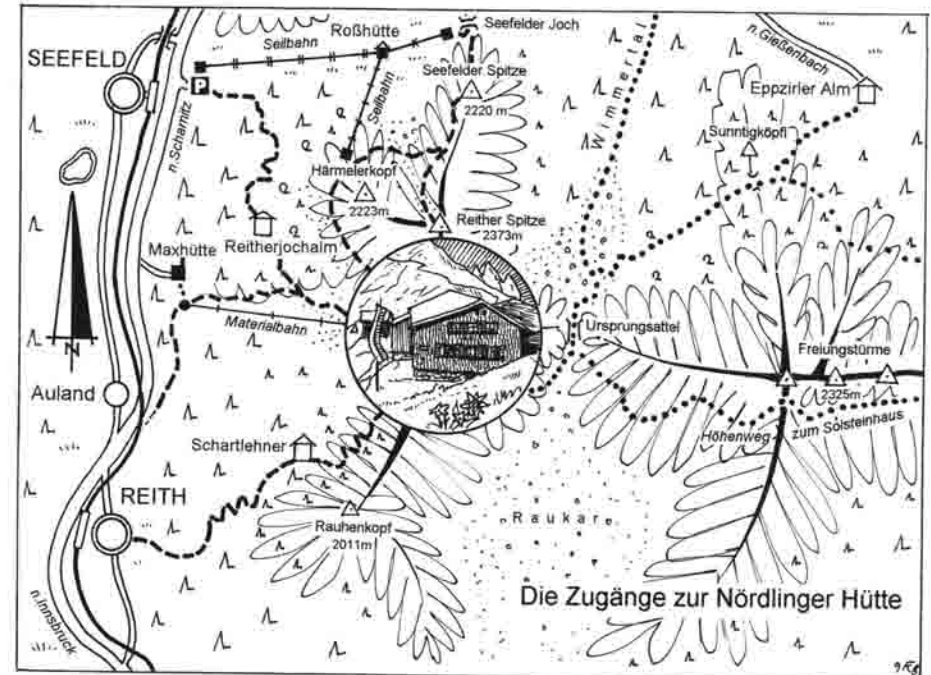 SEEFELD
Seilbahn
Roßhütte
Seefelder Joch
n. Gießenbach
P
n. Scharnitz
Seilbahn
Seefelder Spitze
2220 m
Wimmertal
Eppzirler Alm
Sunntigköpfl
Härmelerkopf
2223m
Reither Spitze
2373m
Maxhütte
Reitherjochalm
Materialbahn
Ursprungsattel
Freiungstürme
2325m
N
Auland
Höhenweg
zum Solsteinhaus
Schartlehner
REITH
Rauhenkopf
2011m
Raukar
n. Innsbruck
Die Zugänge zur Nördlinger Hütte